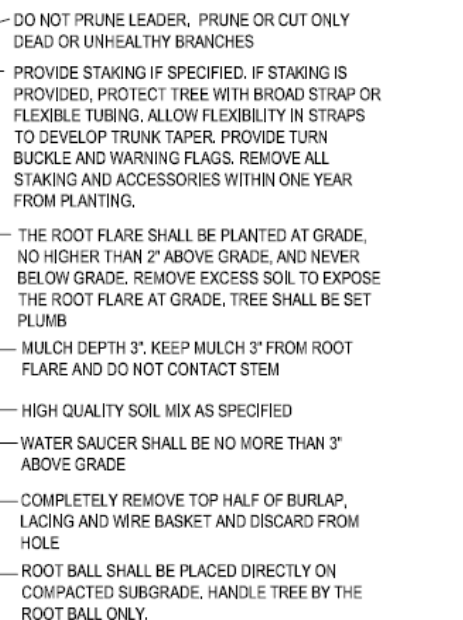 DO NOT PRUNE LEADER, PRUNE OR CUT ONLY
DEAD OR UNHEALTHY BRANCHES
PROVIDE STAKING IF SPECIFIED. IF STAKING IS
PROVIDED, PROTECT TREE WITH BROAD STRAP OR
FLEXIBLE TUBING. ALLOW FLEXIBILITY IN STRAPS
TO DEVELOP TRUNK TAPER. PROVIDE TURN
BUCKLE AND WARNING FLAGS. REMOVE ALL
STAKING AND ACCESSORIES WITHIN ONE YEAR
FROM PLANTING.
THE ROOT FLARE SHALL BE PLANTED AT GRADE,
NO HIGHER THAN 2" ABOVE GRADE, AND NEVER
BELOW GRADE. REMOVE EXCESS SOIL TO EXPOSE
THE ROOT FLARE AT GRADE, TREE SHALL BE SET
PLUMB
MULCH DEPTH 3". KEEP MULCH 3" FROM ROOT
FLARE AND DO NOT CONTACT STEM
HIGH QUALITY SOIL MIX AS SPECIFIED
WATER SAUCER SHALL BE NO MORE THAN 3"
ABOVE GRADE
COMPLETELY REMOVE TOP HALF OF BURLAP,
LACING AND WIRE BASKET AND DISCARD FROM
HOLE
ROOT BALL SHALL BE PLACED DIRECTLY ON
COMPACTED SUBGRADE. HANDLE TREE BY THE
ROOT BALL ONLY.